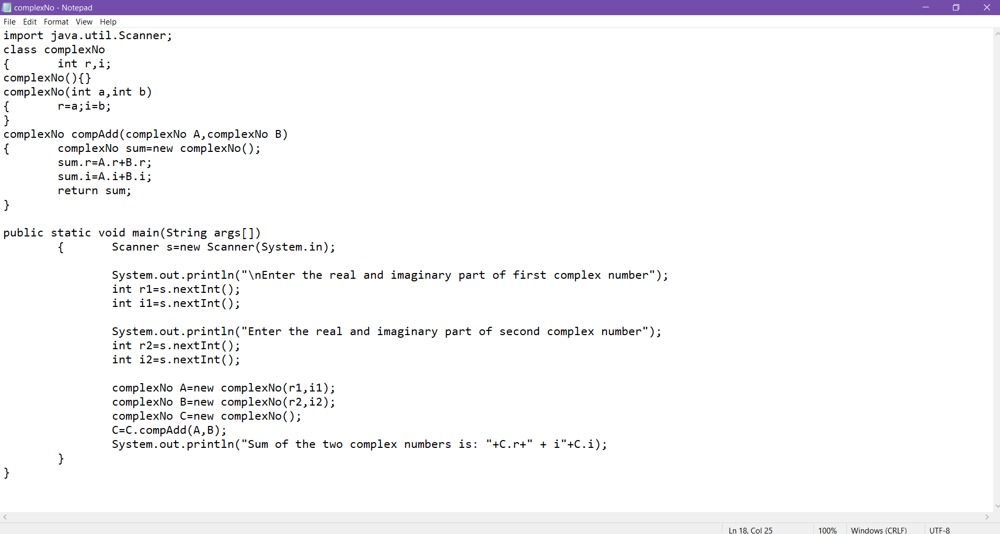 complexNo - Notepad
File Edit Format View Help
import java.util.Scanner;
class complexNo
{       int r,i;
complexNo(){}
complexNo(int a,int b)
{       r=a;i=b;
}
complexNo compAdd(complexNo A,complexNo B)
{       complexNo sum=new complexNo();
        sum.r=A.r+B.r;
        sum.i=A.i+B.i;
        return sum;
}
public static void main(String args[])
        {       Scanner s=new Scanner(System.in);
                System.out.println("\nEnter the real and imaginary part of first complex number");
                int r1=s.nextInt();
                int i1=s.nextInt();
                System.out.println("Enter the real and imaginary part of second complex number");
                int r2=s.nextInt();
                int i2=s.nextInt();
                complexNo A=new complexNo(r1,i1);
                complexNo B=new complexNo(r2,i2);
                complexNo C=new complexNo();
                C=C.compAdd(A,B);
                System.out.println("Sum of the two complex numbers is: "+C.r+" + i"+C.i);
        }
}
Ln 18, Col 25 100% Windows (CRLF) UTF-8